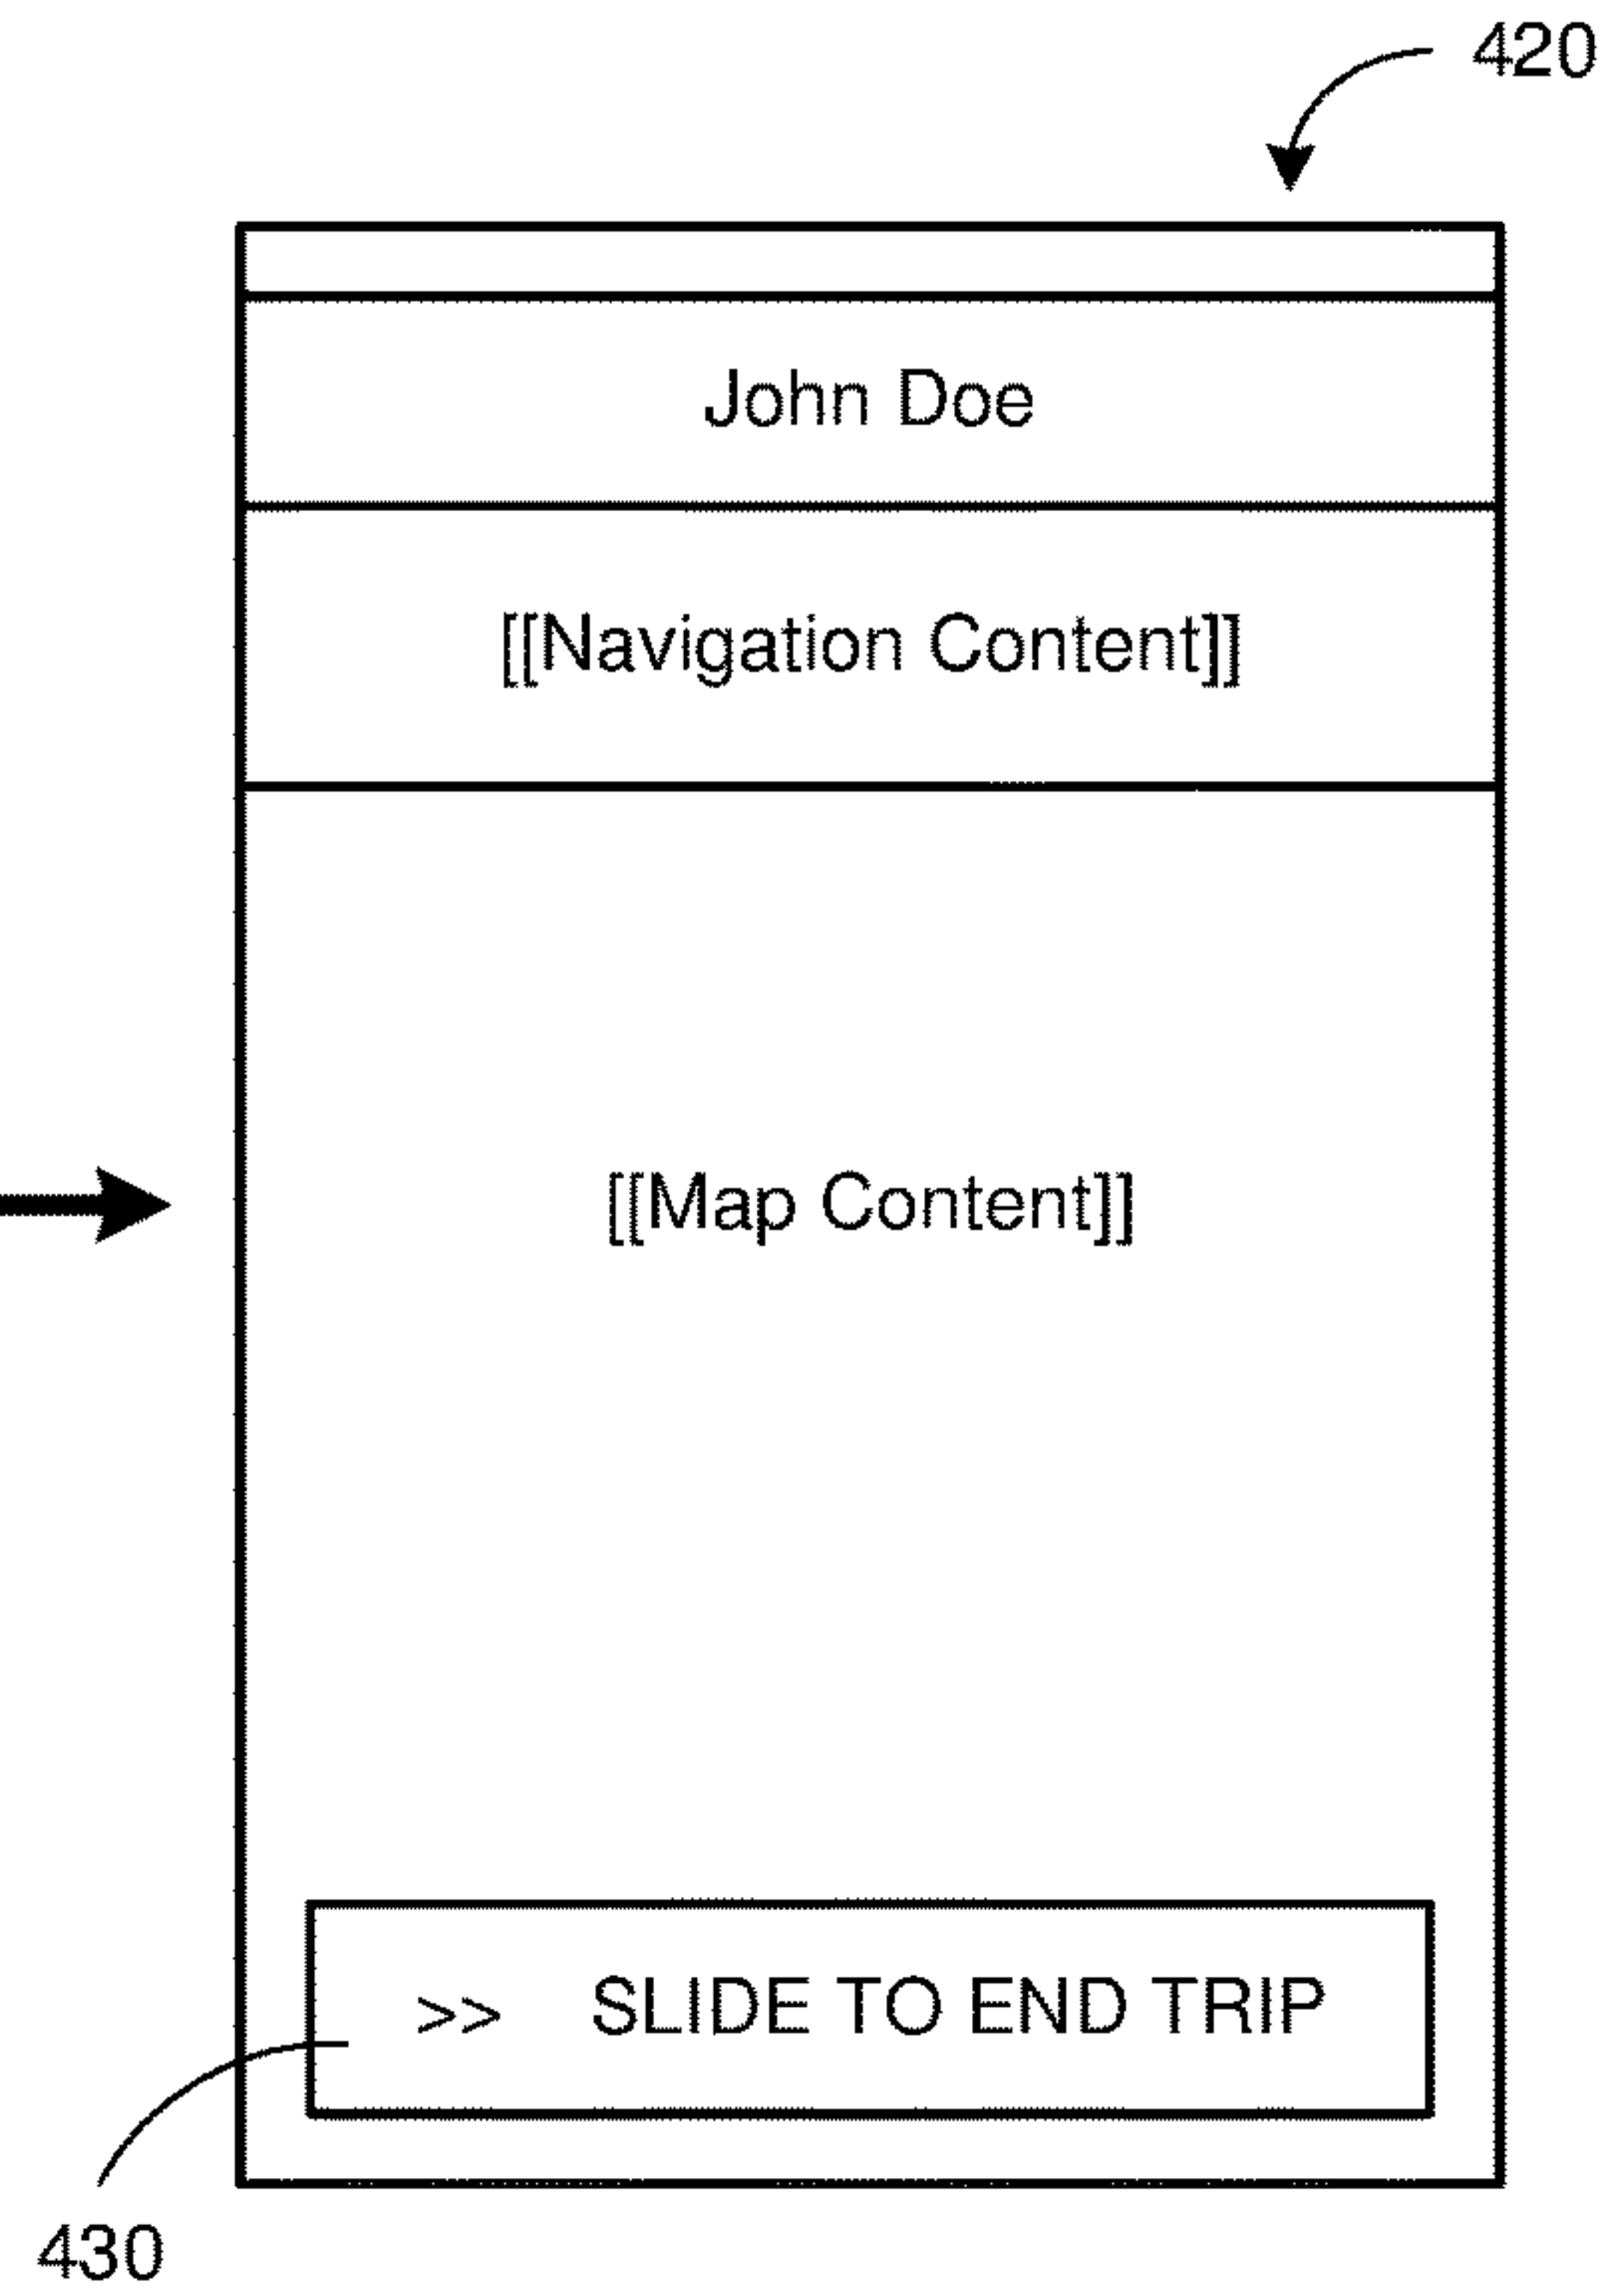 420
John Doe
[[Navigation Content]]
[[Map Content]]
>> SLIDE TO END TRIP
430